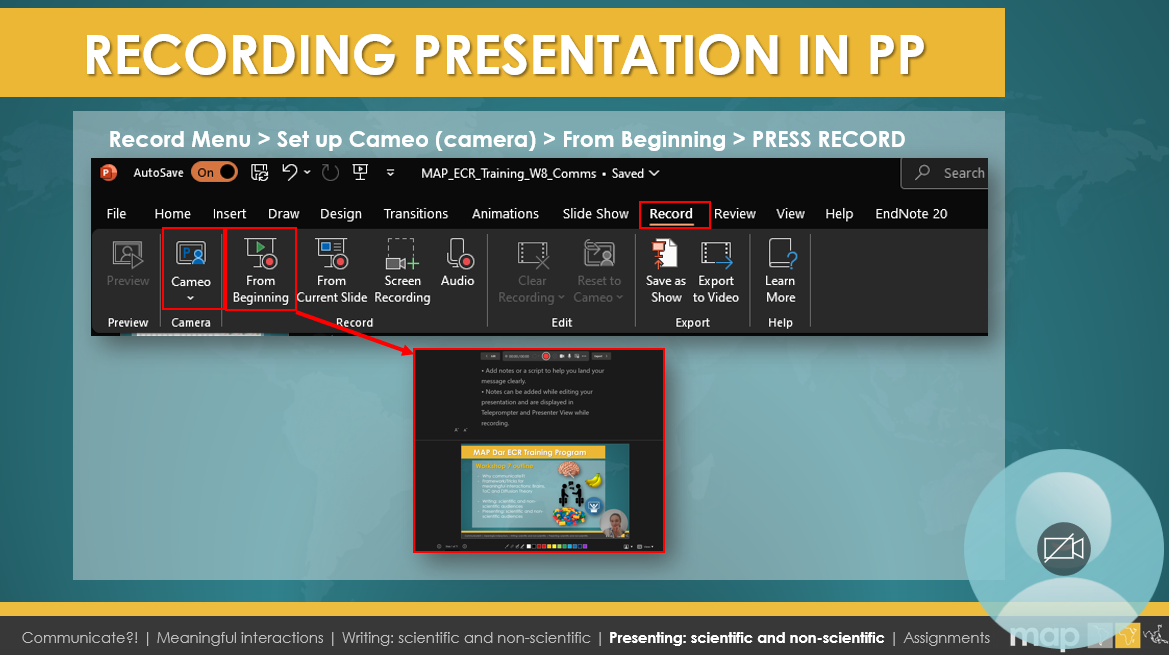 RECORDING PRESENTATION IN PP
Record Menu > Set up Cameo (camera) > From Beginning > PRESS RECORD
AutoSave On MAP_ECR_Training_W8_Comms • Saved Search
File Home Insert Draw Design Transitions Animations Slide Show Record Review View Help EndNote 20
Preview Cameo From Beginning From Current Slide Screen Recording Audio Clear Recording Reset to Cameo Save as Show Export to Video Learn More
Preview Camera Record Edit Export Help
• Add notes or a script to help you land your
message clearly.
• Notes can be added while editing your
presentation and are displayed in
Teleprompter and Presenter View while
recording.
MAP Dar ECR Training Program
Communicate?! | Meaningful interactions | Writing: scientific and non-scientific | Presenting: scientific and non-scientific | Assignments
map